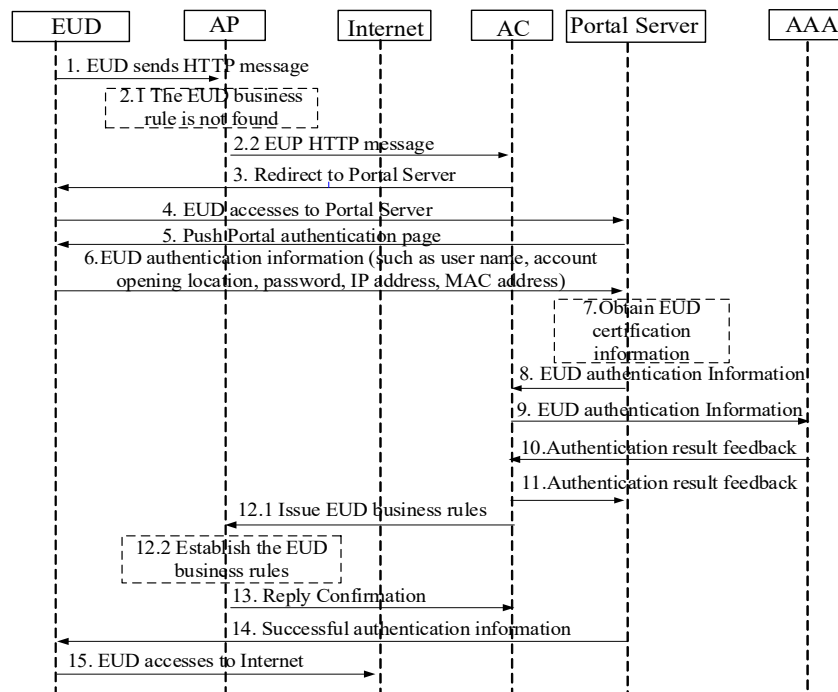 EUD AP Internet AC Portal Server AAA
1. EUD sends HTTP message
2.1 The EUD business
rule is not found
2.2 EUP HTTP message
3. Redirect to Portal Server
4. EUD accesses to Portal Server
5. Push Portal authentication page
6.EUD authentication information (such as user name, account
opening location, password, IP address, MAC address)
7.Obtain EUD
certification
information
8. EUD authentication Information
9. EUD authentication Information
10.Authentication result feedback
11.Authentication result feedback
12.1 Issue EUD business rules
12.2 Establish the EUD
business rules
13. Reply Confirmation
14. Successful authentication information
15. EUD accesses to Internet